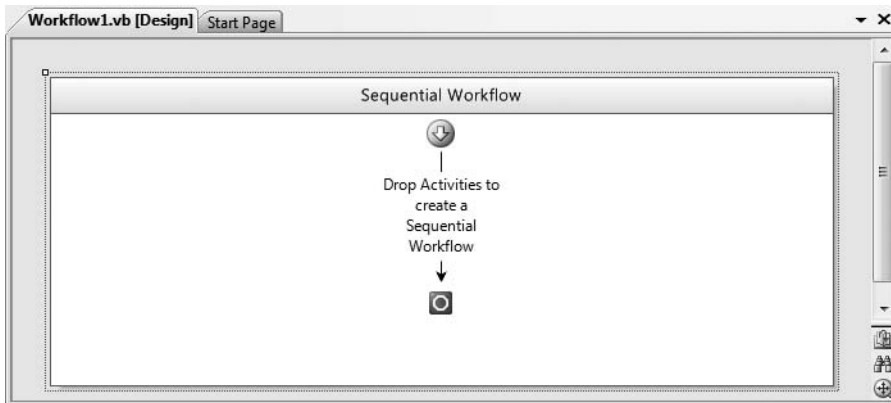 Workflow1.vb [Design] Start Page
Sequential Workflow
Drop Activities to
create a
Sequential
Workflow